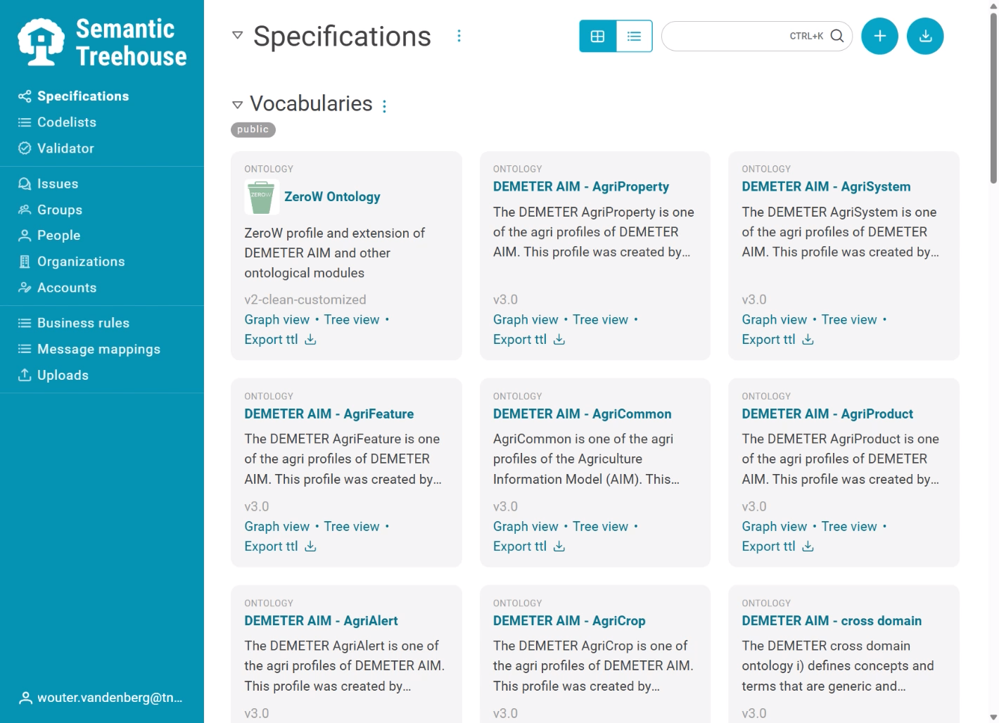 Semantic
Treehouse
Specifications
Codelists
Validator
Issues
Groups
People
Organizations
Accounts
Business rules
Message mappings
Uploads
wouter.vandenberg@tn...
Specifications
CTRL+K
Vocabularies
public
ONTOLOGY
ZEROW
ZeroW Ontology
ZeroW profile and extension of
DEMETER AIM and other
ontological modules
v2-clean-customized
Graph view • Tree view •
Export ttl
ONTOLOGY
DEMETER AIM - AgriProperty
The DEMETER AgriProperty is one
of the agri profiles of DEMETER
AIM. This profile was created by...
v3.0
Graph view • Tree view •
Export ttl
ONTOLOGY
DEMETER AIM - AgriSystem
The DEMETER AgriSystem is one
of the agri profiles of DEMETER
AIM. This profile was created by...
v3.0
Graph view • Tree view •
Export ttl
ONTOLOGY
DEMETER AIM - AgriFeature
The DEMETER AgriFeature is one
of the agri profiles of DEMETER
AIM. This profile was created by...
v3.0
Graph view • Tree view •
Export ttl
ONTOLOGY
DEMETER AIM - AgriCommon
AgriCommon is one of the agri
profiles of the Agriculture
Information Model (AIM). This...
v3.0
Graph view • Tree view •
Export ttl
ONTOLOGY
DEMETER AIM - AgriProduct
The DEMETER AgriProduct is one
of the agri profiles of DEMETER
AIM. This profile was created by...
v3.0
Graph view • Tree view •
Export ttl
ONTOLOGY
DEMETER AIM - AgriAlert
The DEMETER AgriAlert is one of
the agri profiles of DEMETER AIM.
This profile was created by...
v3.0
ONTOLOGY
DEMETER AIM - AgriCrop
The DEMETER AgriCrop is one of
the agri profiles of DEMETER AIM.
This profile was created by...
v3.0
ONTOLOGY
DEMETER AIM - cross domain
The DEMETER cross domain
ontology i) defines concepts and
terms that are generic and...
v3.0